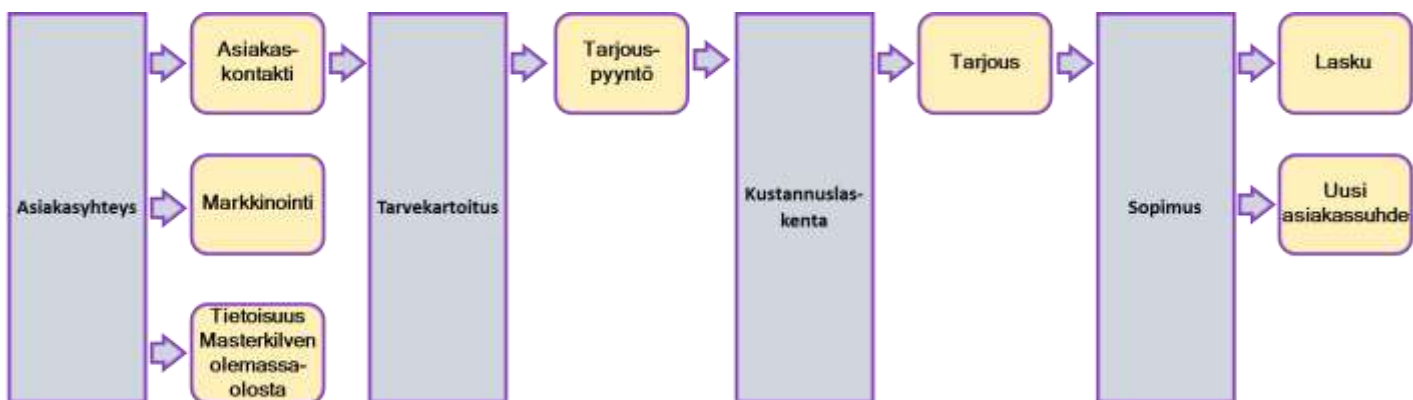 Asiakasyhteys
Asiakas-
kontakti
Markkinointi
Tietoisuus
Masterkilven
olemassa-
olosta
Tarvekartoitus
Tarjous-
pyyntö
Kustannuslas-
kenta
Tarjous
Sopimus
Lasku
Uusi
asiakassuhde